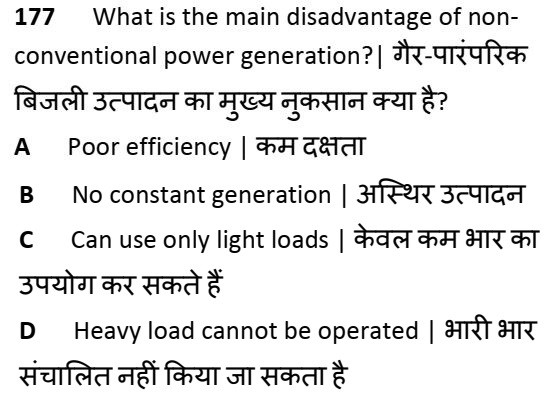 177 What is the main disadvantage of non-
conventional power generation?| गैर-पारंपरिक
बिजली उत्पादन का मुख्य नुकसान क्या है?
A Poor efficiency | कम दक्षता
B No constant generation | अस्थिर उत्पादन
C Can use only light loads | केवल कम भार का
उपयोग कर सकते हैं
D Heavy load cannot be operated | भारी भार
संचालित नहीं किया जा सकता है